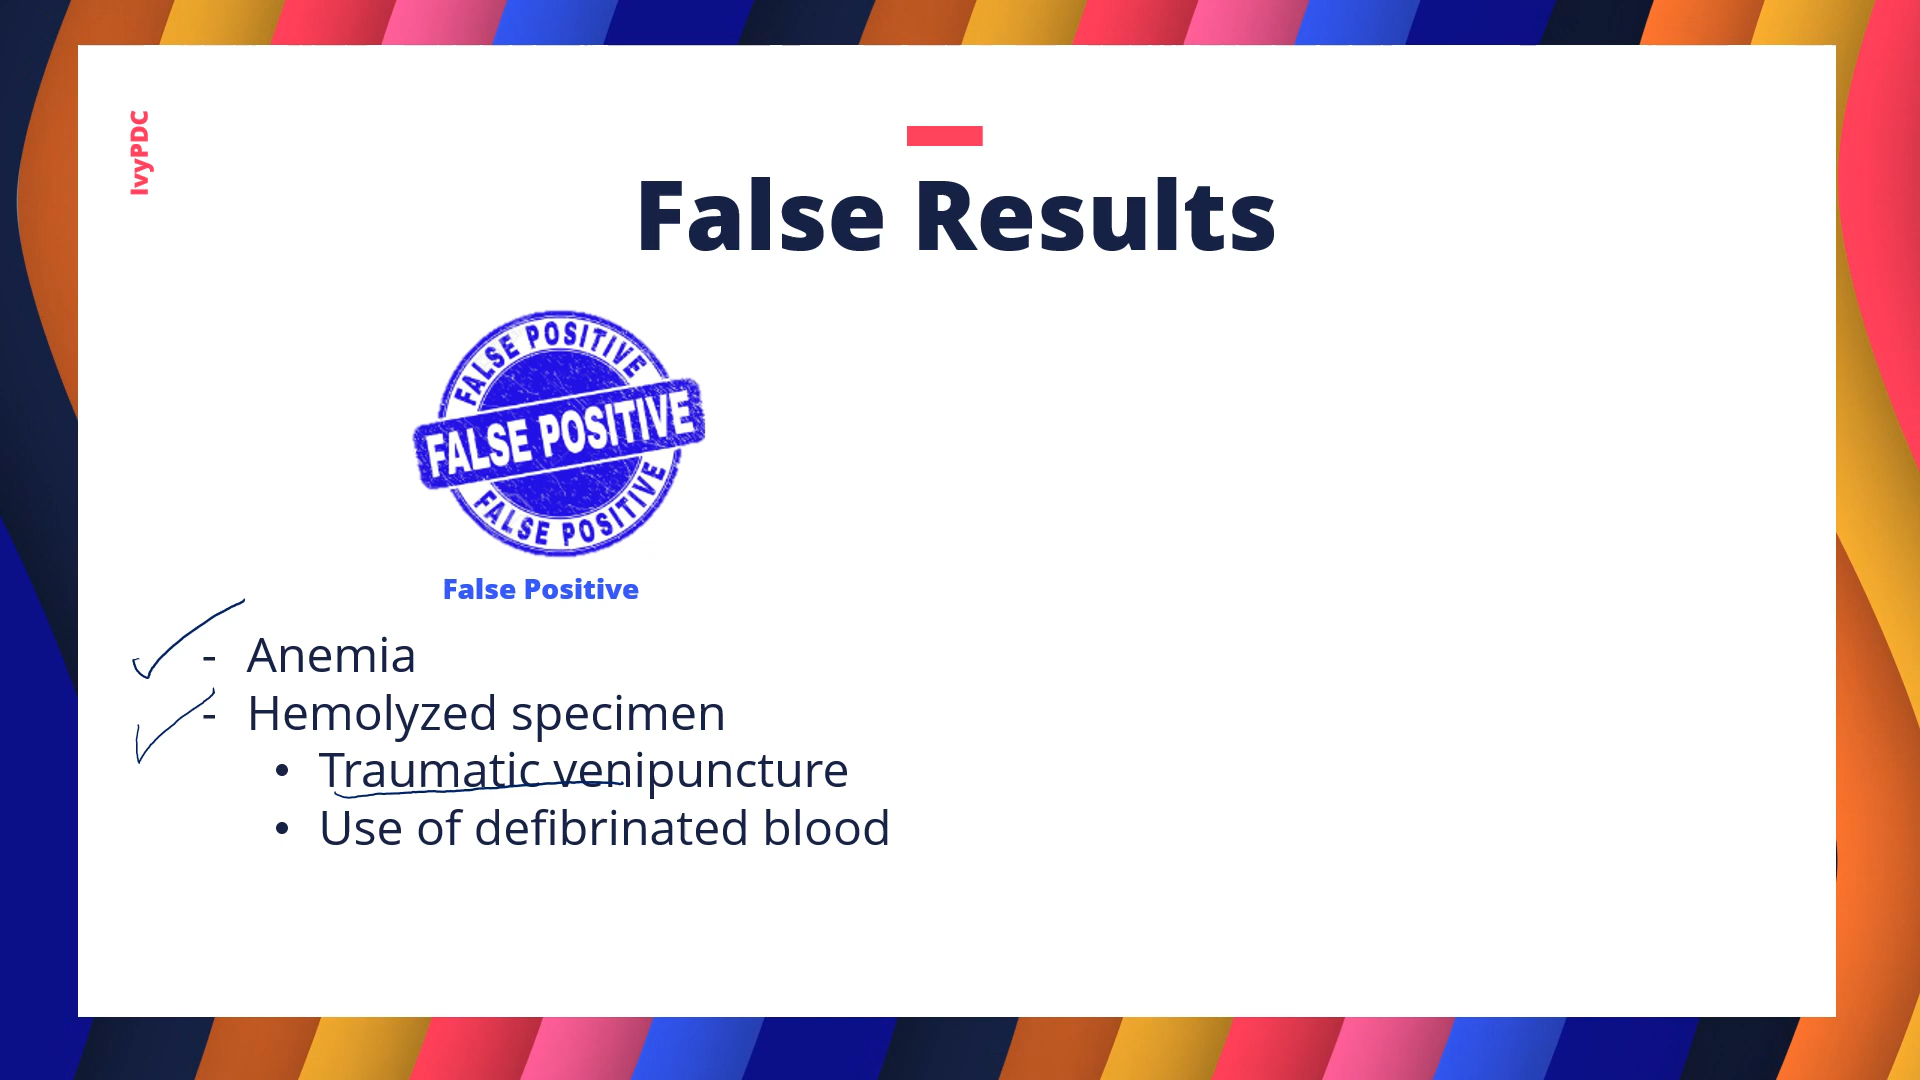 IvyPDC
False Results
FALSE POSITIVE
FALSE POSITIVE
FALSE POSITIVE
False Positive
- Anemia
- Hemolyzed specimen
• Traumatic venipuncture
• Use of defibrinated blood